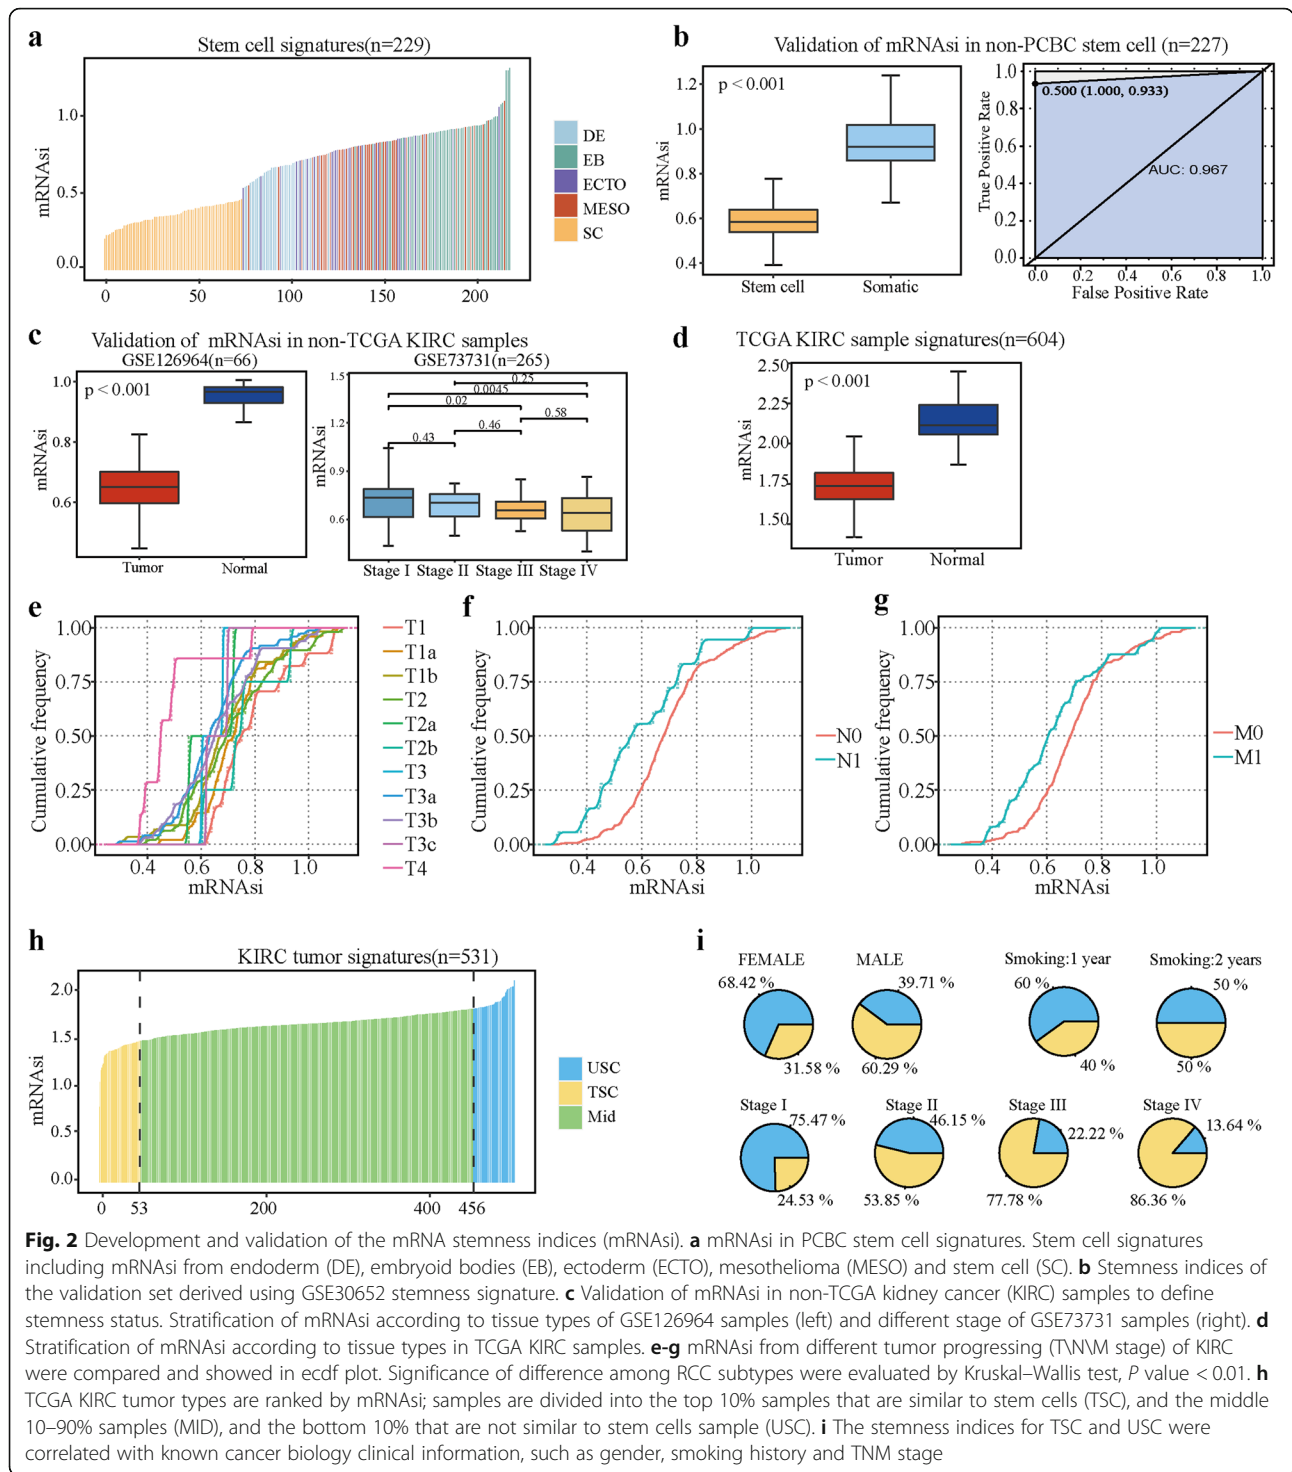 a
Stem cell signatures(n=229)
mRNAsi
1.0
0.5
0.0
0
50
100
150
200
DE
EB
ECTO
MESO
SC
b
Validation of mRNAsi in non-PCBC stem cell (n=227)
p < 0.001
mRNAsi
1.2
1.0
0.8
0.6
0.4
Stem cell
Somatic
True Positive Rate
1.0
0.8
0.6
0.4
0.2
0.0
0.500 (1.000, 0.933)
AUC: 0.967
0.0
0.2
0.4
0.6
0.8
1.0
False Positive Rate
c
Validation of mRNAsi in non-TCGA KIRC samples
GSE126964(n=66)
p < 0.001
mRNAsi
1.0
0.8
0.6
Tumor
Normal
GSE73731(n=265)
mRNAsi
1.5
1.2
0.9
0.6
0.25
0.0045
0.02
0.58
0.46
0.43
Stage I
Stage II
Stage III
Stage IV
d
TCGA KIRC sample signatures(n=604)
p < 0.001
mRNAsi
2.50
2.25
2.00
1.75
1.50
Tumor
Normal
e
Cumulative frequency
1.00
0.75
0.50
0.25
0.00
0.4
0.6
0.8
1.0
mRNAsi
T1
T1a
T1b
T2
T2a
T2b
T3
T3a
T3b
T3c
T4
f
Cumulative frequency
1.00
0.75
0.50
0.25
0.00
0.4
0.6
0.8
1.0
mRNAsi
N0
N1
g
Cumulative frequency
1.00
0.75
0.50
0.25
0.00
0.4
0.6
0.8
1.0
mRNAsi
M0
M1
h
KIRC tumor signatures(n=531)
mRNAsi
2.0
1.5
1.0
0.5
0.0
0
53
200
400
456
USC
TSC
Mid
i
FEMALE
68.42 %
31.58 %
MALE
39.71 %
60.29 %
Smoking:1 year
60 %
40 %
Smoking:2 years
50 %
50 %
Stage I
75.47 %
24.53 %
Stage II
46.15 %
53.85 %
Stage III
22.22 %
77.78 %
Stage IV
13.64 %
86.36 %
Fig. 2 Development and validation of the mRNA stemness indices (mRNAsi). a mRNAsi in PCBC stem cell signatures. Stem cell signatures
including mRNAsi from endoderm (DE), embryoid bodies (EB), ectoderm (ECTO), mesothelioma (MESO) and stem cell (SC). b Stemness indices of
the validation set derived using GSE30652 stemness signature. c Validation of mRNAsi in non-TCGA kidney cancer (KIRC) samples to define
stemness status. Stratification of mRNAsi according to tissue types of GSE126964 samples (left) and different stage of GSE73731 samples (right). d
Stratification of mRNAsi according to tissue types in TCGA KIRC samples. e-g mRNAsi from different tumor progressing (T\N\M stage) of KIRC
were compared and showed in ecdf plot. Significance of difference among RCC subtypes were evaluated by Kruskal–Wallis test, P value < 0.01. h
TCGA KIRC tumor types are ranked by mRNAsi; samples are divided into the top 10% samples that are similar to stem cells (TSC), and the middle
10–90% samples (MID), and the bottom 10% that are not similar to stem cells sample (USC). i The stemness indices for TSC and USC were
correlated with known cancer biology clinical information, such as gender, smoking history and TNM stage